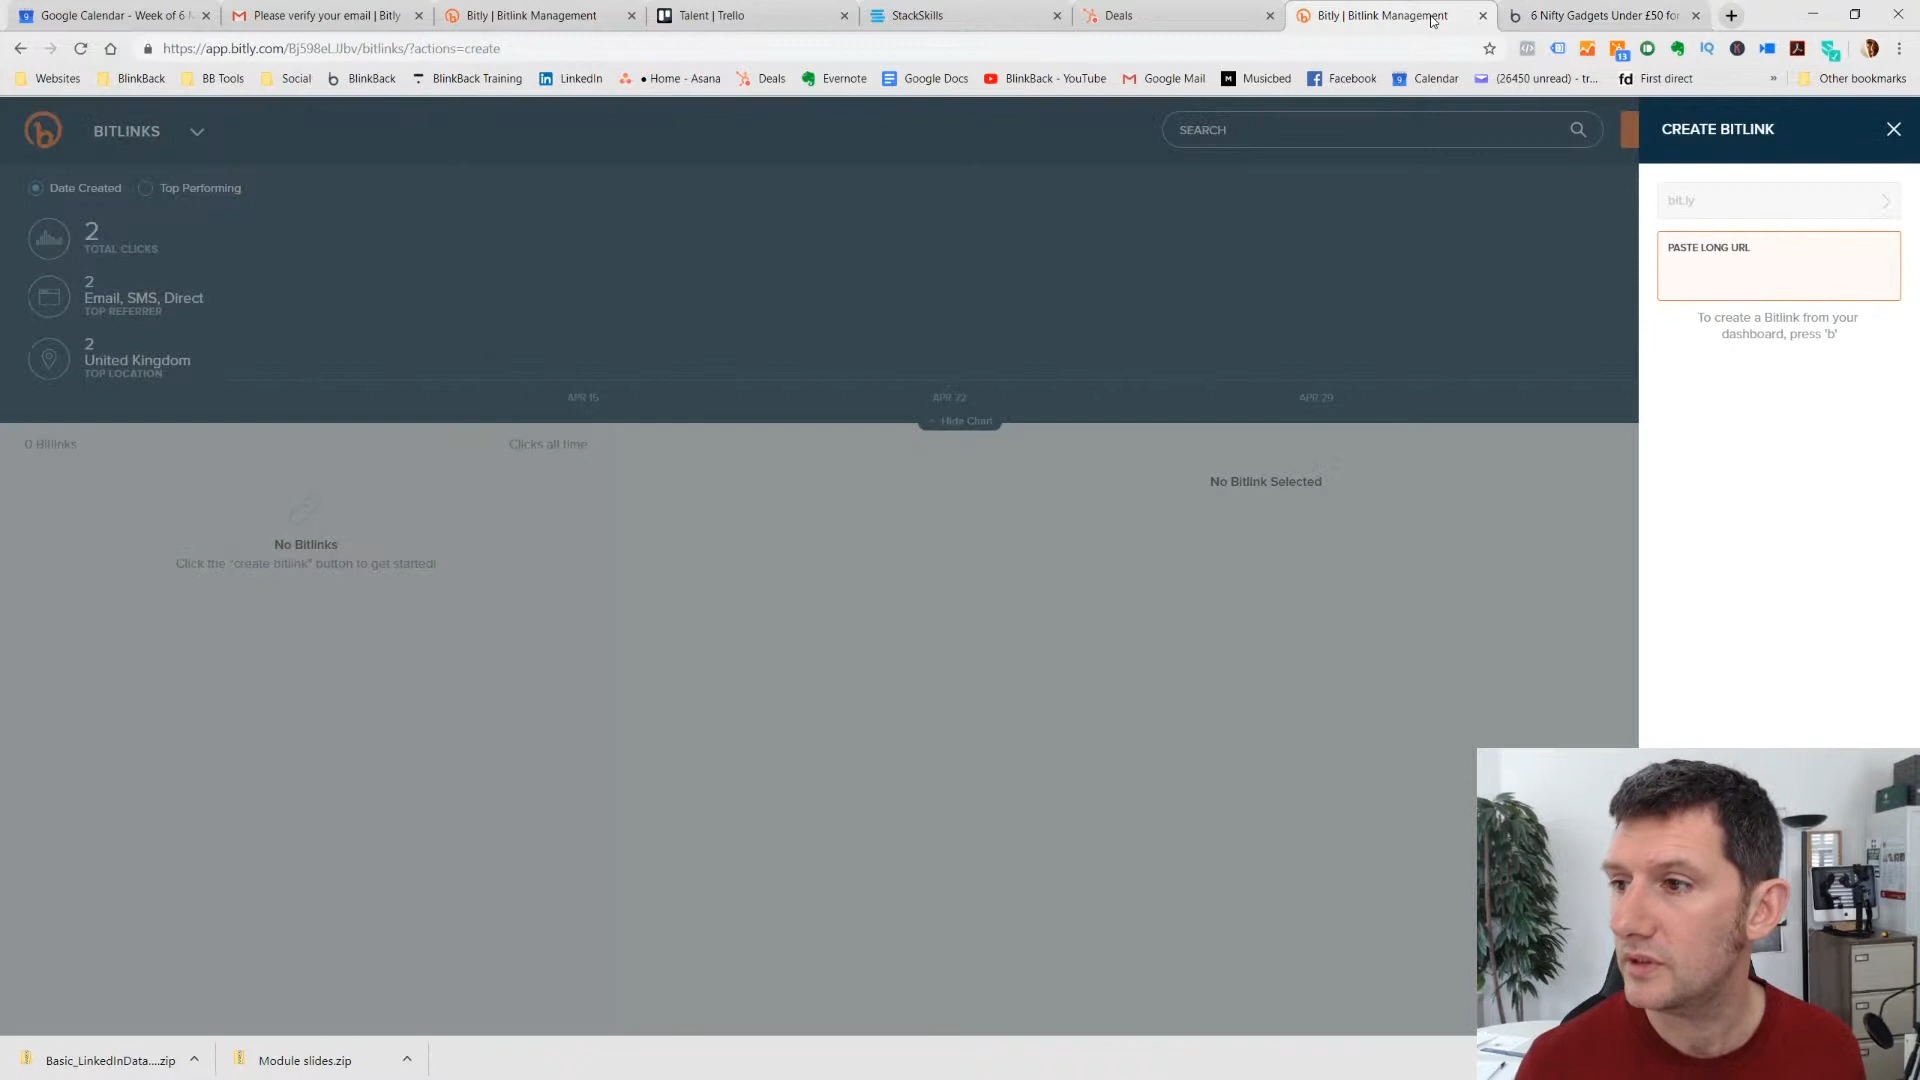 Google Calendar - Week of 6 M
Please verify your email | Bitly
Bitly | Bitlink Management
Talent | Trello
StackSkills
Deals
Bitly | Bitlink Management
6 Nifty Gadgets Under £50 for
https://app.bitly.com/Bj598eLJJbv/bitlinks/?actions=create
Websites
BlinkBack
BB Tools
Social
BlinkBack
BlinkBack Training
LinkedIn
• Home - Asana
Deals
Evernote
Google Docs
BlinkBack - YouTube
Google Mail
Musicbed
Facebook
Calendar
(26450 unread) - tr...
fd First direct
»
Other bookmarks
BITLINKS
SEARCH
CREATE BITLINK
Date Created
Top Performing
bit.ly
2
TOTAL CLICKS
PASTE LONG URL
2
Email, SMS, Direct
TOP REFERRER
To create a Bitlink from your
dashboard, press 'b'
2
United Kingdom
TOP LOCATION
APR 15
APR 22
APR 29
Hide Chart
0 Bitlinks
Clicks all time
No Bitlink Selected
No Bitlinks
Click the "create bitlink" button to get started!
Basic_LinkedInData....zip
Module slides.zip